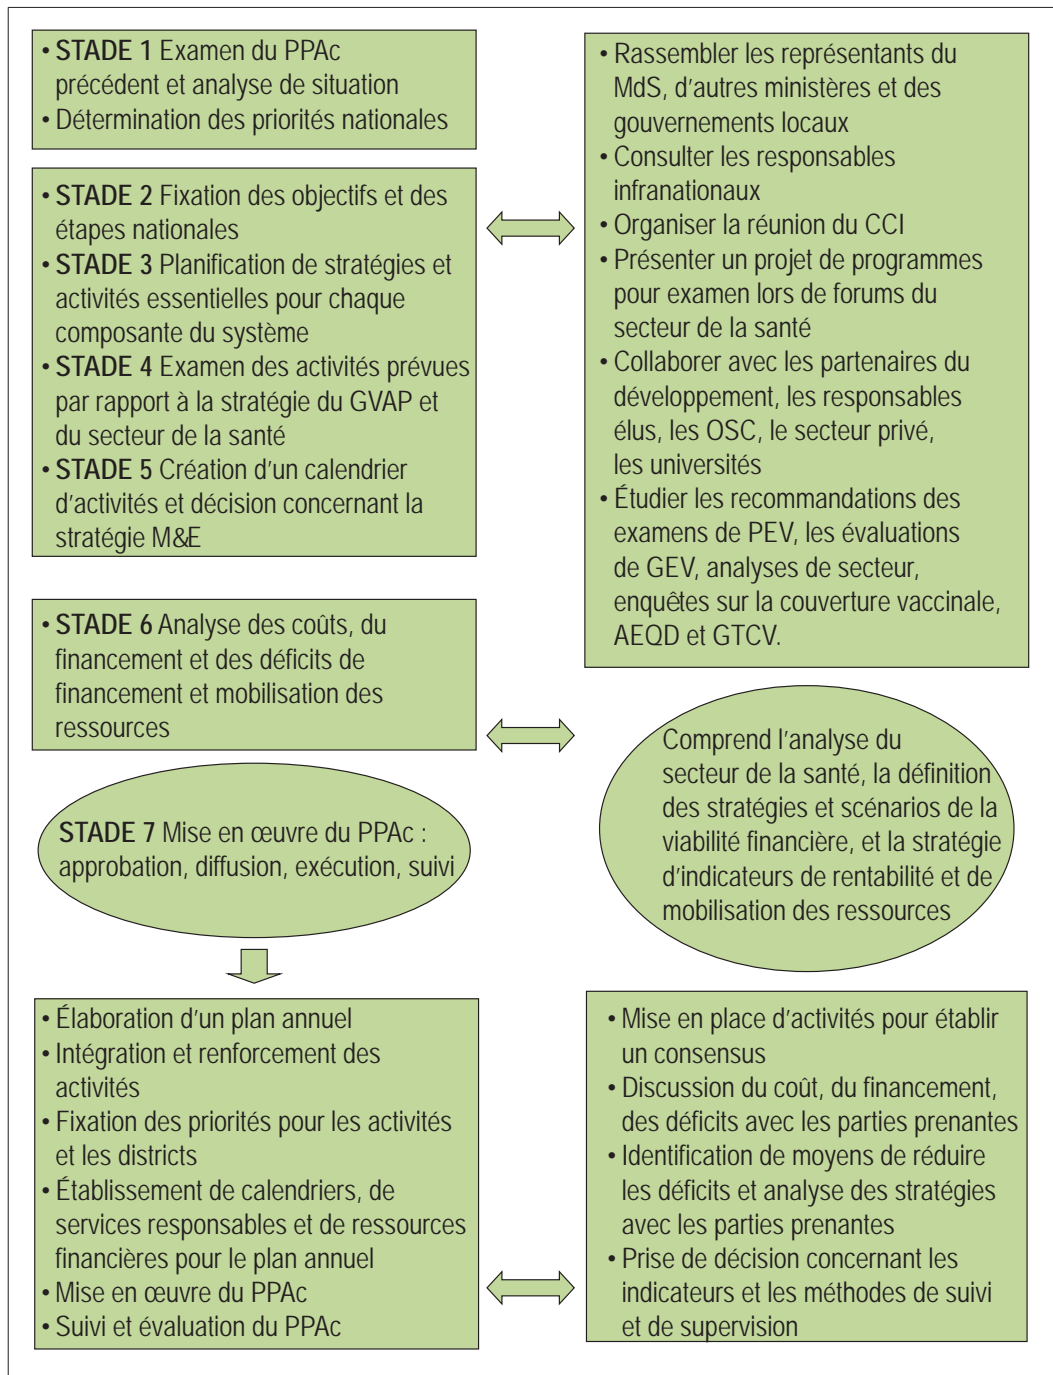 • STADE 1 Examen du PPAc
précédent et analyse de situation
• Détermination des priorités nationales
• STADE 2 Fixation des objectifs et des
étapes nationales
• STADE 3 Planification de stratégies et
activités essentielles pour chaque
composante du système
• STADE 4 Examen des activités prévues
par rapport à la stratégie du GVAP et
du secteur de la santé
• STADE 5 Création d'un calendrier
d'activités et décision concernant la
stratégie M&E
• Rassembler les représentants du
MdS, d'autres ministères et des
gouvernements locaux
• Consulter les responsables
infranationaux
• Organiser la réunion du CCI
• Présenter un projet de programmes
pour examen lors de forums du
secteur de la santé
• Collaborer avec les partenaires du
développement, les responsables
élus, les OSC, le secteur privé,
les universités
• Étudier les recommandations des
examens de PEV, les évaluations
de GEV, analyses de secteur,
enquêtes sur la couverture vaccinale,
AEQD et GTCV.
• STADE 6 Analyse des coûts, du
financement et des déficits de
financement et mobilisation des
ressources
Comprend l'analyse du
secteur de la santé, la définition
des stratégies et scénarios de la
viabilité financière, et la stratégie
d'indicateurs de rentabilité et de
mobilisation des ressources
STADE 7 Mise en œuvre du PPAc :
approbation, diffusion, exécution, suivi
• Élaboration d'un plan annuel
• Intégration et renforcement des
activités
• Fixation des priorités pour les activités
et les districts
• Établissement de calendriers, de
services responsables et de ressources
financières pour le plan annuel
• Mise en œuvre du PPAc
• Suivi et évaluation du PPAc
• Mise en place d'activités pour établir
un consensus
• Discussion du coût, du financement,
des déficits avec les parties prenantes
• Identification de moyens de réduire
les déficits et analyse des stratégies
avec les parties prenantes
• Prise de décision concernant les
indicateurs et les méthodes de suivi
et de supervision